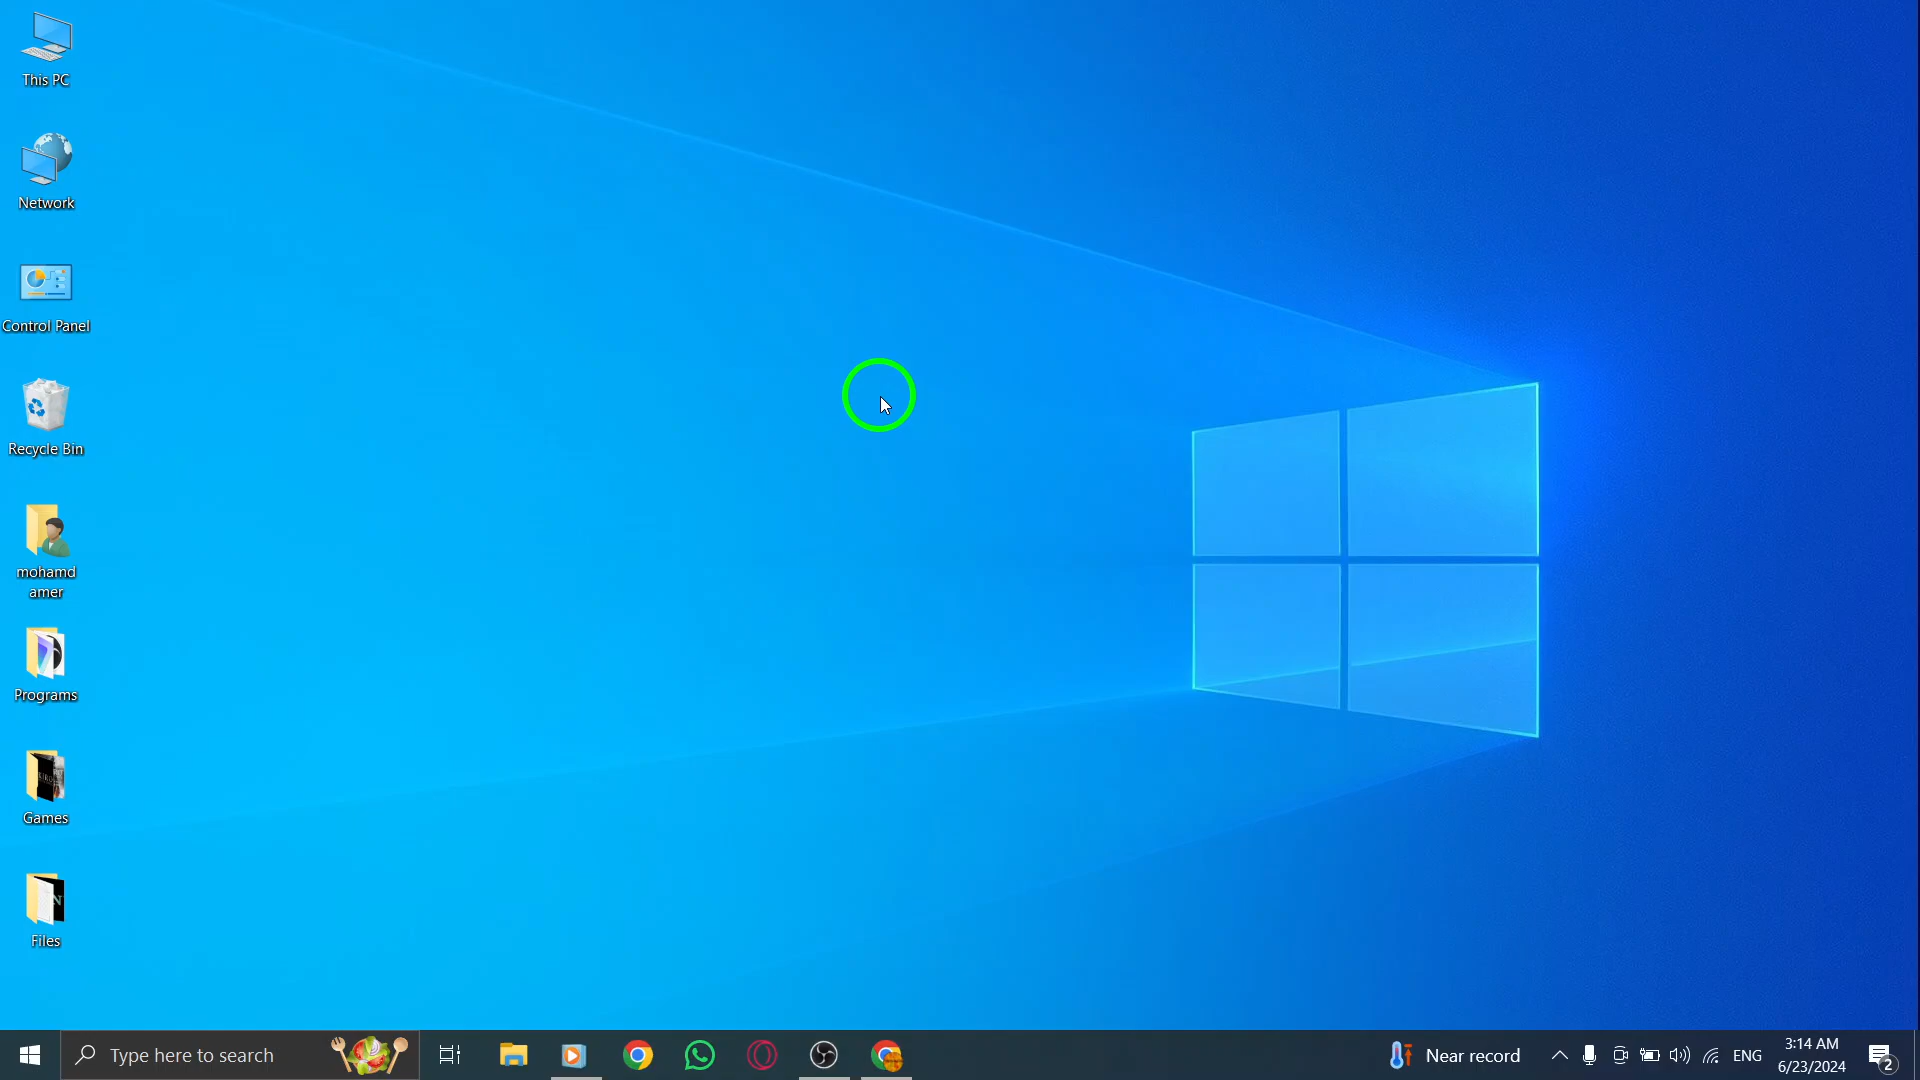 This PC
Network
Control Panel
Recycle Bin
mohamd
amer
Programs
Games
Files
Type here to search
Near record
ENG
3:14 AM
6/23/2024
2